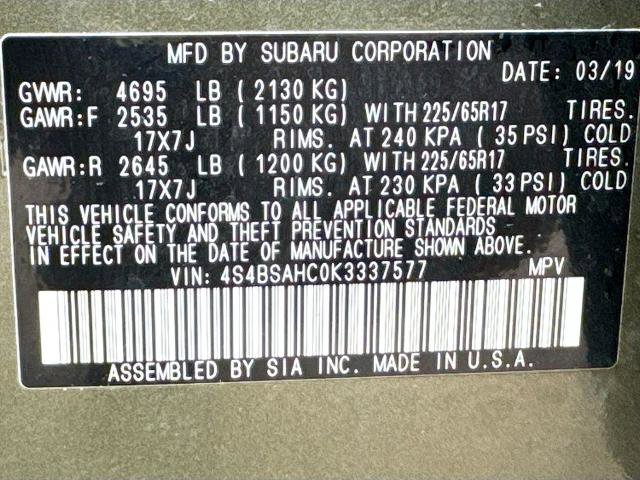 MFD BY SUBARU CORPORATION
DATE: 03/19
GVWR: 4695 LB ( 2130 KG)
GAWR:F 2535 LB ( 1150 KG) WITH 225/65R17 TIRES.
17X7J RIMS. AT 240 KPA ( 35 PSI) COLD
GAWR:R 2645 LB ( 1200 KG) WITH 225/65R17 TIRES.
17X7J RIMS. AT 230 KPA ( 33 PSI) COLD
THIS VEHICLE CONFORMS TO ALL APPLICABLE FEDERAL MOTOR
VEHICLE SAFETY AND THEFT PREVENTION STANDARDS
IN EFFECT ON THE DATE OF MANUFACTURE SHOWN ABOVE.
VIN: 4S4BSAHC0K3337577 MPV
ASSEMBLED BY SIA INC. MADE IN U.S.A.